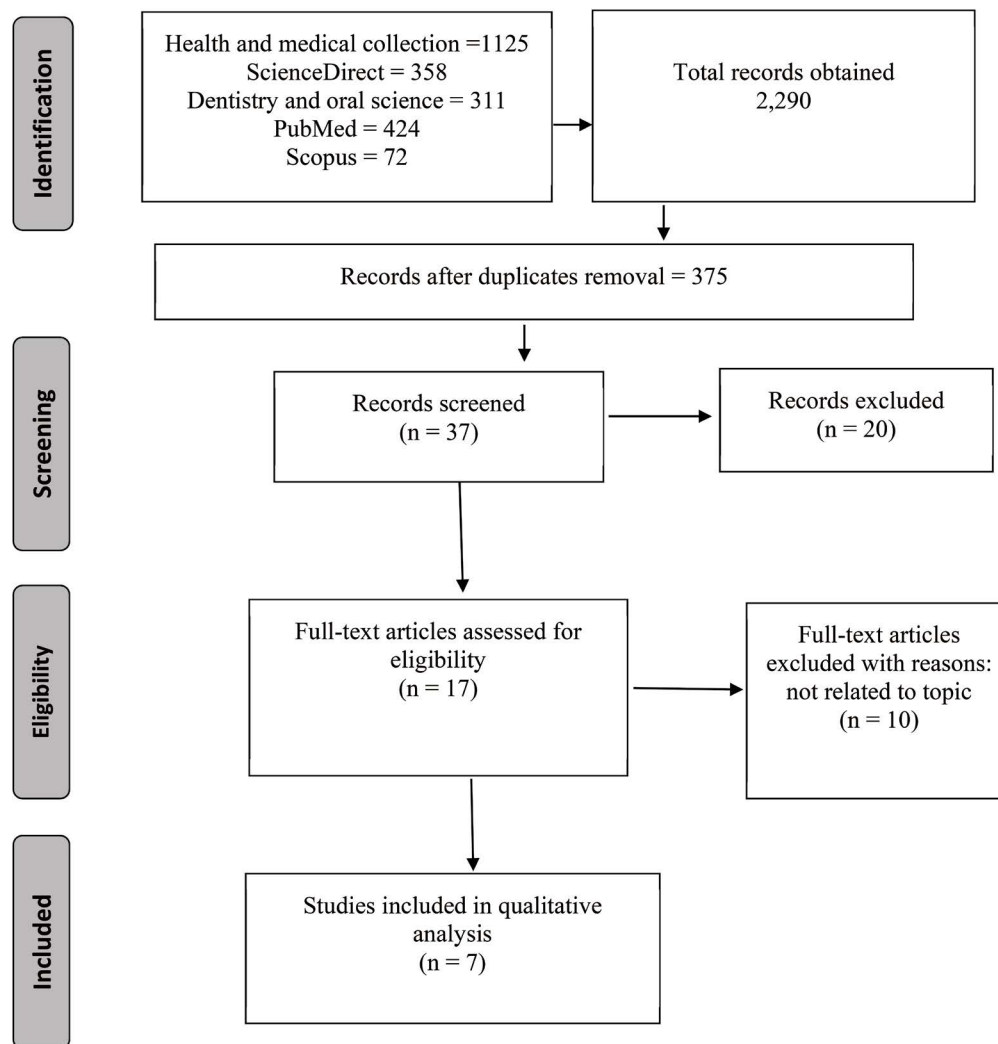 Identification
Health and medical collection =1125
ScienceDirect = 358
Dentistry and oral science = 311
PubMed = 424
Scopus = 72
Total records obtained
2,290
Records after duplicates removal = 375
Screening
Records screened
(n = 37)
Records excluded
(n = 20)
Eligibility
Full-text articles assessed for
eligibility
(n = 17)
Full-text articles
excluded with reasons:
not related to topic
(n = 10)
Included
Studies included in qualitative
analysis
(n = 7)